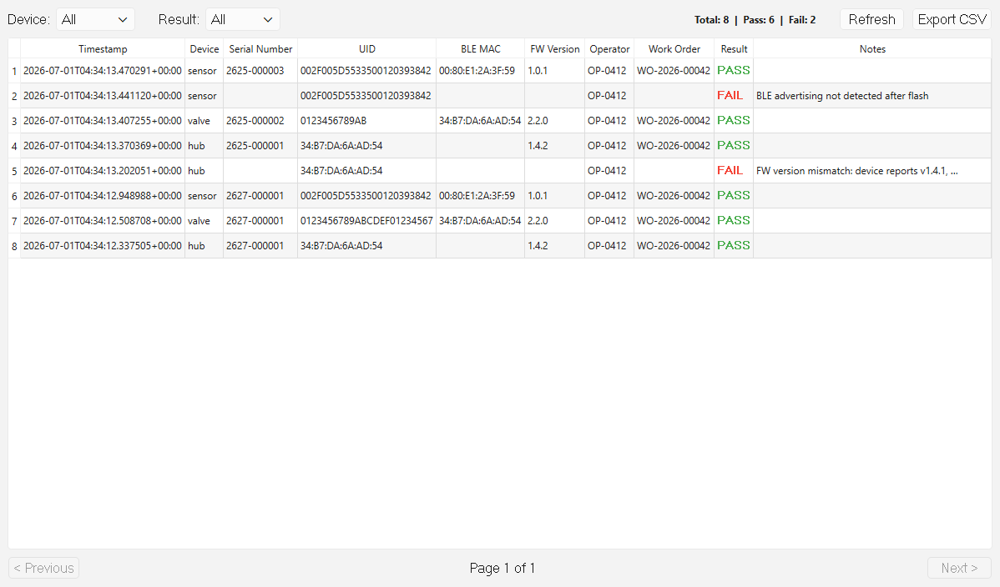 Device: All Result: All Total: 8 | Pass: 6 | Fail: 2 Refresh Export CSV
Timestamp Device Serial Number UID BLE MAC FW Version Operator Work Order Result Notes
1 2026-07-01T04:34:13.470291+00:00 sensor 2625-000003 002F005D5533500120393842 00:80:E1:2A:3F:59 1.0.1 OP-0412 WO-2026-00042 PASS
2 2026-07-01T04:34:13.441120+00:00 sensor 002F005D5533500120393842 OP-0412 FAIL BLE advertising not detected after flash
3 2026-07-01T04:34:13.407255+00:00 valve 2625-000002 0123456789AB 34:B7:DA:6A:AD:54 2.2.0 OP-0412 WO-2026-00042 PASS
4 2026-07-01T04:34:13.370369+00:00 hub 2625-000001 34:B7:DA:6A:AD:54 1.4.2 OP-0412 WO-2026-00042 PASS
5 2026-07-01T04:34:13.202051+00:00 hub 34:B7:DA:6A:AD:54 OP-0412 FAIL FW version mismatch: device reports v1.4.1, ...
6 2026-07-01T04:34:12.948988+00:00 sensor 2627-000001 002F005D5533500120393842 00:80:E1:2A:3F:59 1.0.1 OP-0412 WO-2026-00042 PASS
7 2026-07-01T04:34:12.508708+00:00 valve 2627-000001 0123456789ABCDEF01234567 34:B7:DA:6A:AD:54 2.2.0 OP-0412 WO-2026-00042 PASS
8 2026-07-01T04:34:12.337505+00:00 hub 2627-000001 34:B7:DA:6A:AD:54 1.4.2 OP-0412 WO-2026-00042 PASS
< Previous Page 1 of 1 Next >